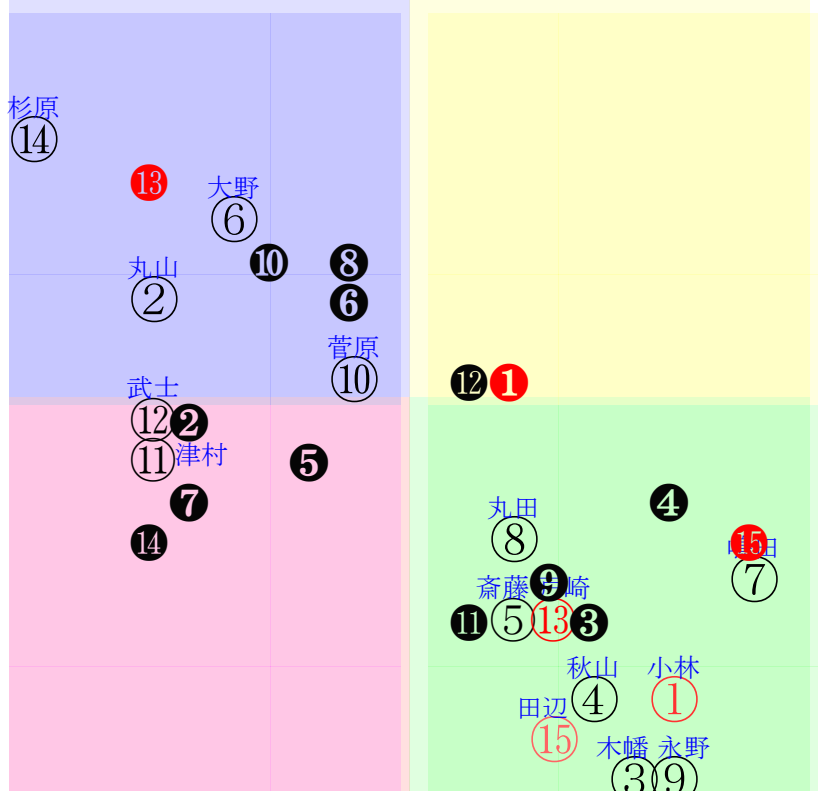 杉原
⑭
⓭
大野
⑥
丸山
②
❿
❽
❻
菅原
⑩
武士
⑫
❷
⑪
津村
❺
❼
⓮
⓬
❶
❹
丸田
⑧
⓯
田
⑦
❾
斎藤
崎
⓫
⑤
⑬
❸
秋山
④
小林
①
田辺
⑮
木幡
③
永野
⑨